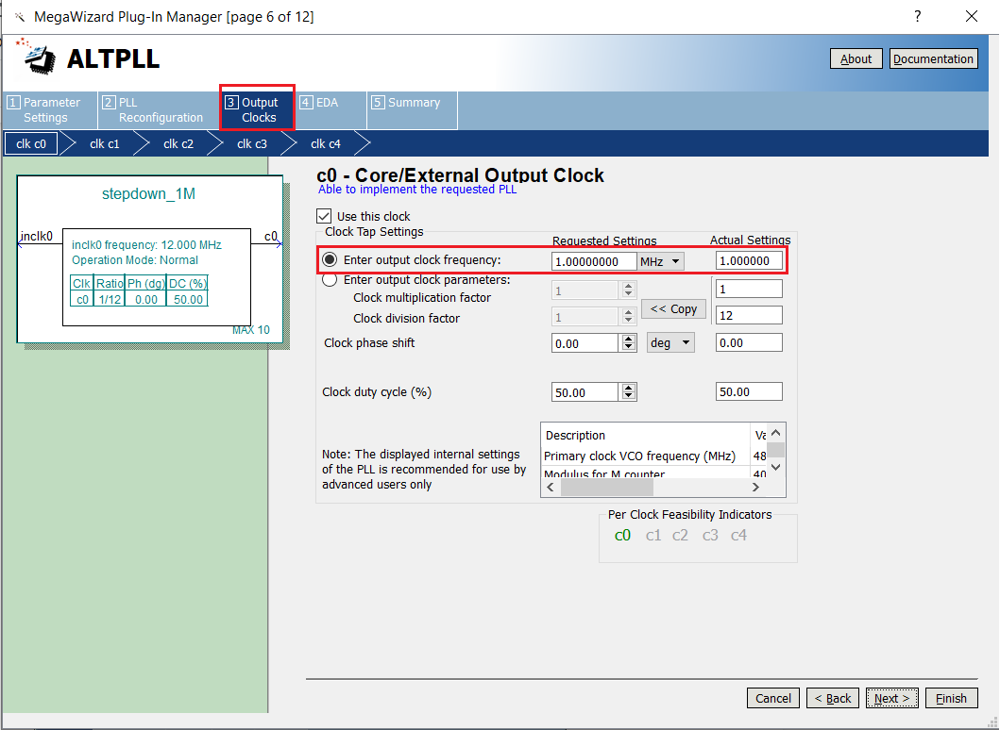 MegaWizard Plug-In Manager [page 6 of 12]
?
ALTPLL
About
Documentation
1 Parameter Settings
2 PLL Reconfiguration
3 Output Clocks
4 EDA
5 Summary
clk c0
clk c1
clk c2
clk c3
clk c4
stepdown_1M
inclk0
c0
inclk0 frequency: 12.000 MHz
Operation Mode: Normal
Clk Ratio Ph (dg) DC (%)
c0 1/12 0.00 50.00
MAX 10
c0 - Core/External Output Clock
Able to implement the requested PLL
Use this clock
Clock Tap Settings
Requested Settings
Actual Settings
Enter output clock frequency:
1.00000000
MHz
1.000000
Enter output clock parameters:
Clock multiplication factor
1
1
<< Copy
Clock division factor
1
12
Clock phase shift
0.00
deg
0.00
Clock duty cycle (%)
50.00
50.00
Note: The displayed internal settings
of the PLL is recommended for use by
advanced users only
Description
Va
Primary clock VCO frequency (MHz)
48
Modulus for M counter
40
Per Clock Feasibility Indicators
c0 c1 c2 c3 c4
Cancel
< Back
Next >
Finish